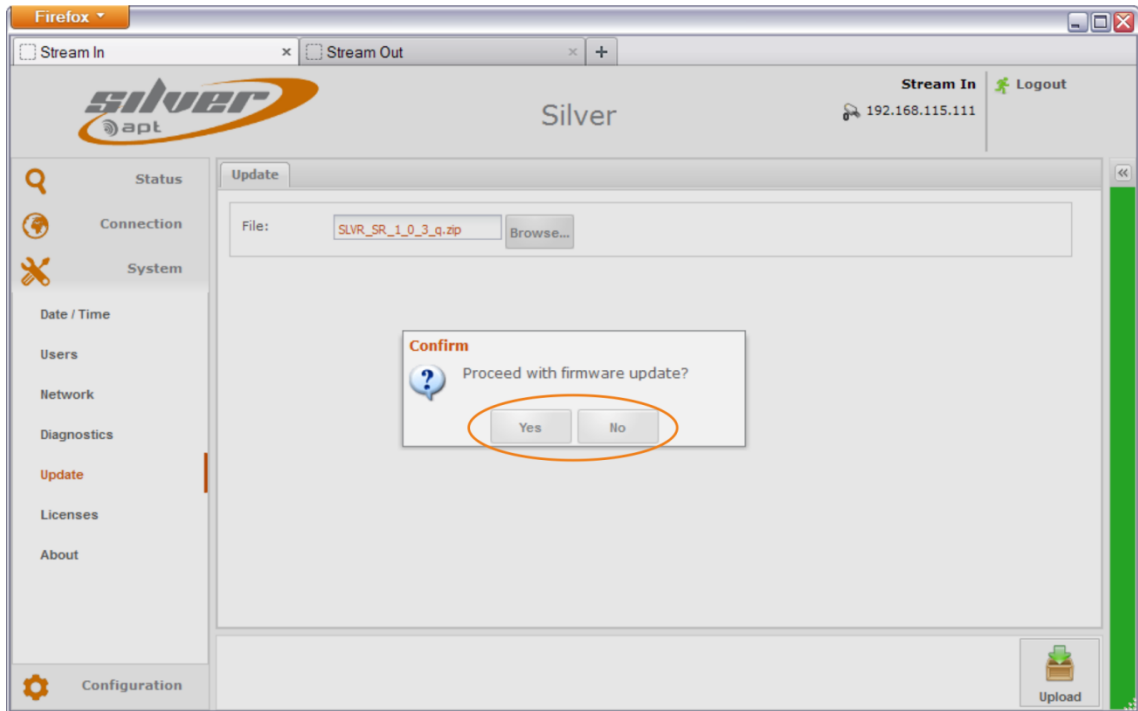 Firefox
Stream In
Stream Out
silver
apt
Silver
Stream In
192.168.115.111
Logout
Status
Connection
System
Date / Time
Users
Network
Diagnostics
Update
Licenses
About
Configuration
Update
File:
SLVR_SR_1_0_3_q.zip
Browse...
Confirm
Proceed with firmware update?
Yes
No
Upload